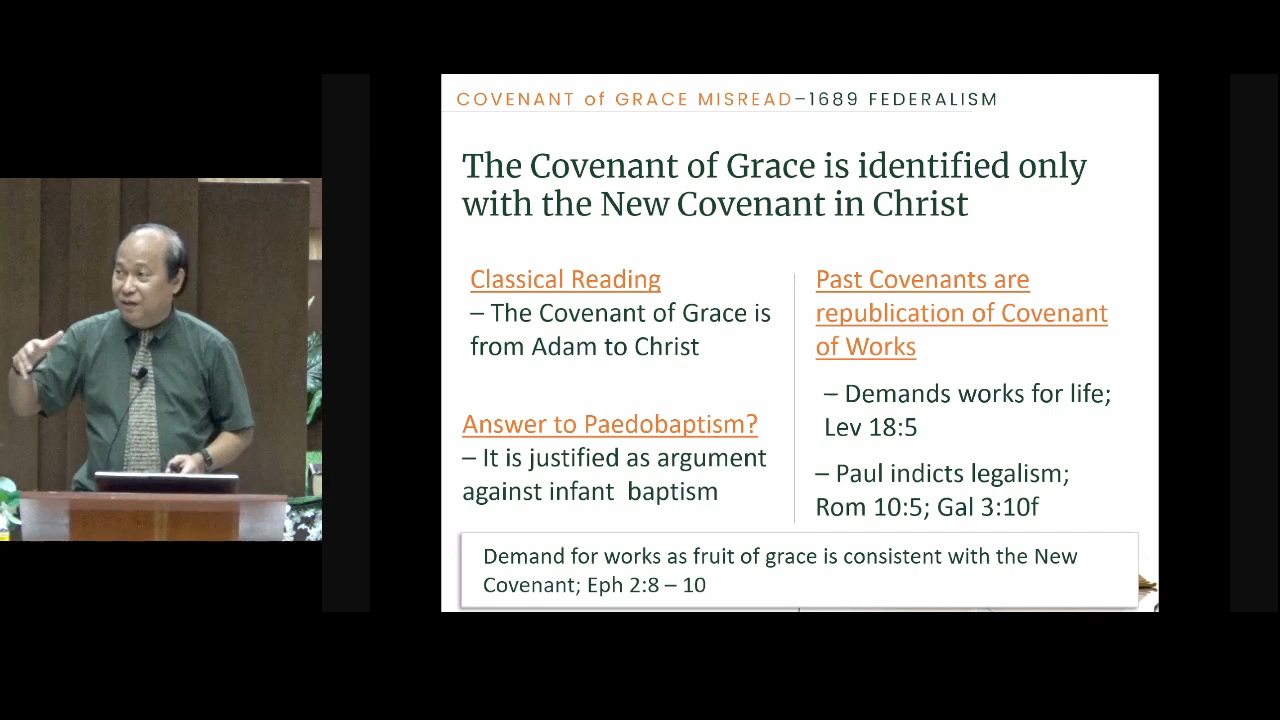 COVENANT of GRACE MISREAD–1689 FEDERALISM
The Covenant of Grace is identified only
with the New Covenant in Christ
Classical Reading
– The Covenant of Grace is
from Adam to Christ
Answer to Paedobaptism?
– It is justified as argument
against infant baptism
Past Covenants are
republication of Covenant
of Works
– Demands works for life;
Lev 18:5
– Paul indicts legalism;
Rom 10:5; Gal 3:10f
Demand for works as fruit of grace is consistent with the New
Covenant; Eph 2:8 – 10